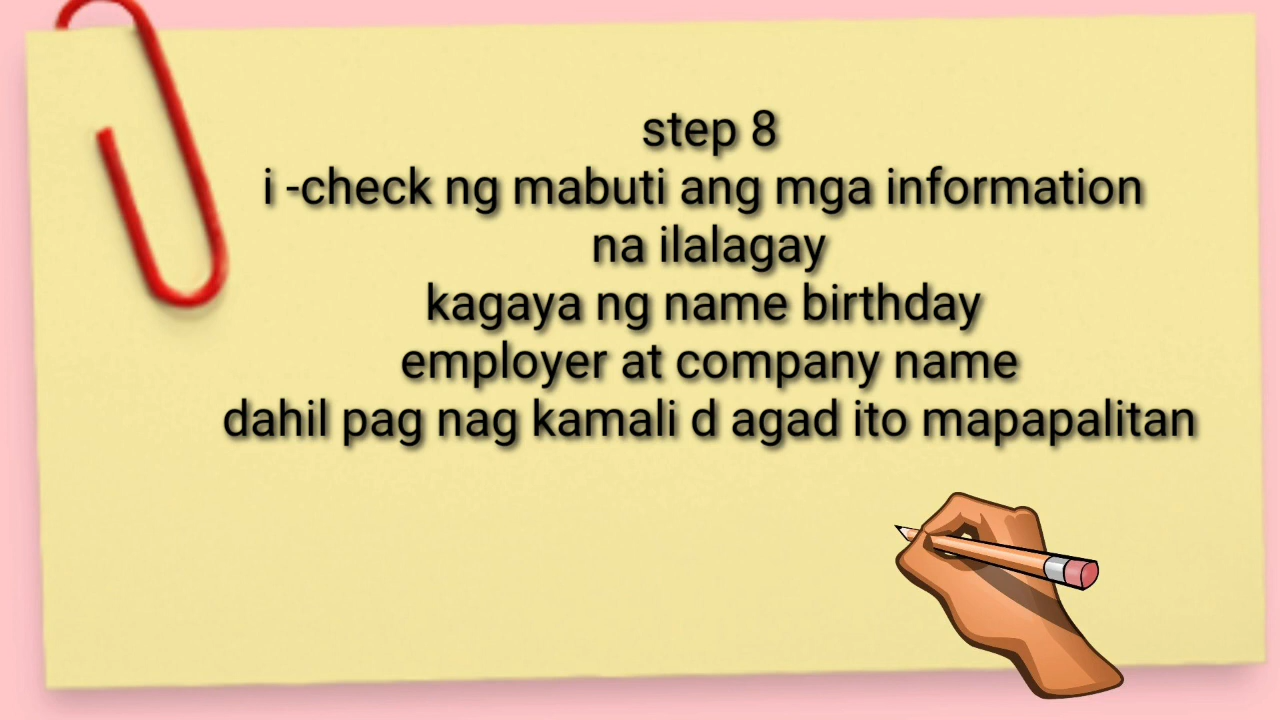 step 8
i -check ng mabuti ang mga information
na ilalagay
kagaya ng name birthday
employer at company name
dahil pag nag kamali d agad ito mapapalitan